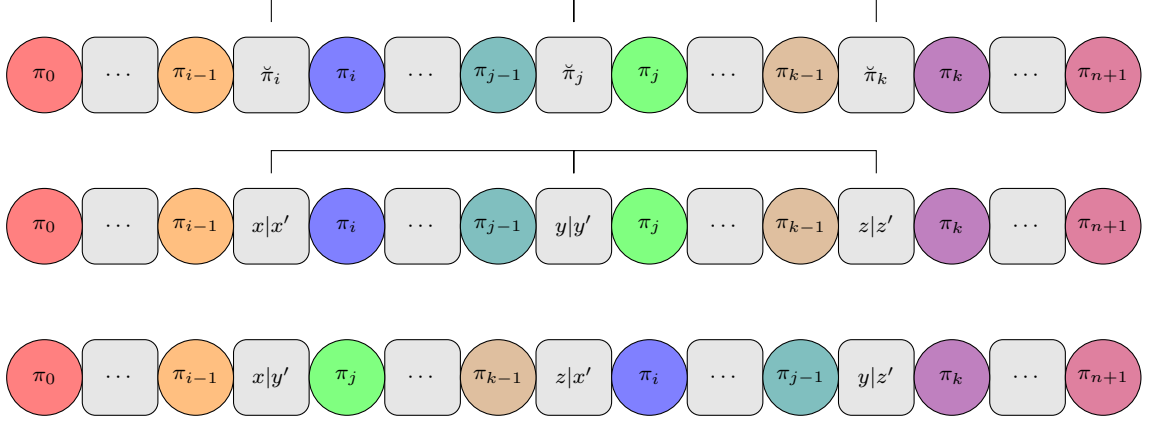 π₀ ⋯ πᵢ₋₁ π̆ᵢ πᵢ ⋯ πⱼ₋₁ π̆ⱼ πⱼ ⋯ πₖ₋₁ π̆ₖ πₖ ⋯ πₙ₊₁
π₀ ⋯ πᵢ₋₁ x|x′ πᵢ ⋯ πⱼ₋₁ y|y′ πⱼ ⋯ πₖ₋₁ z|z′ πₖ ⋯ πₙ₊₁
π₀ ⋯ πᵢ₋₁ x|y′ πⱼ ⋯ πₖ₋₁ z|x′ πᵢ ⋯ πⱼ₋₁ y|z′ πₖ ⋯ πₙ₊₁